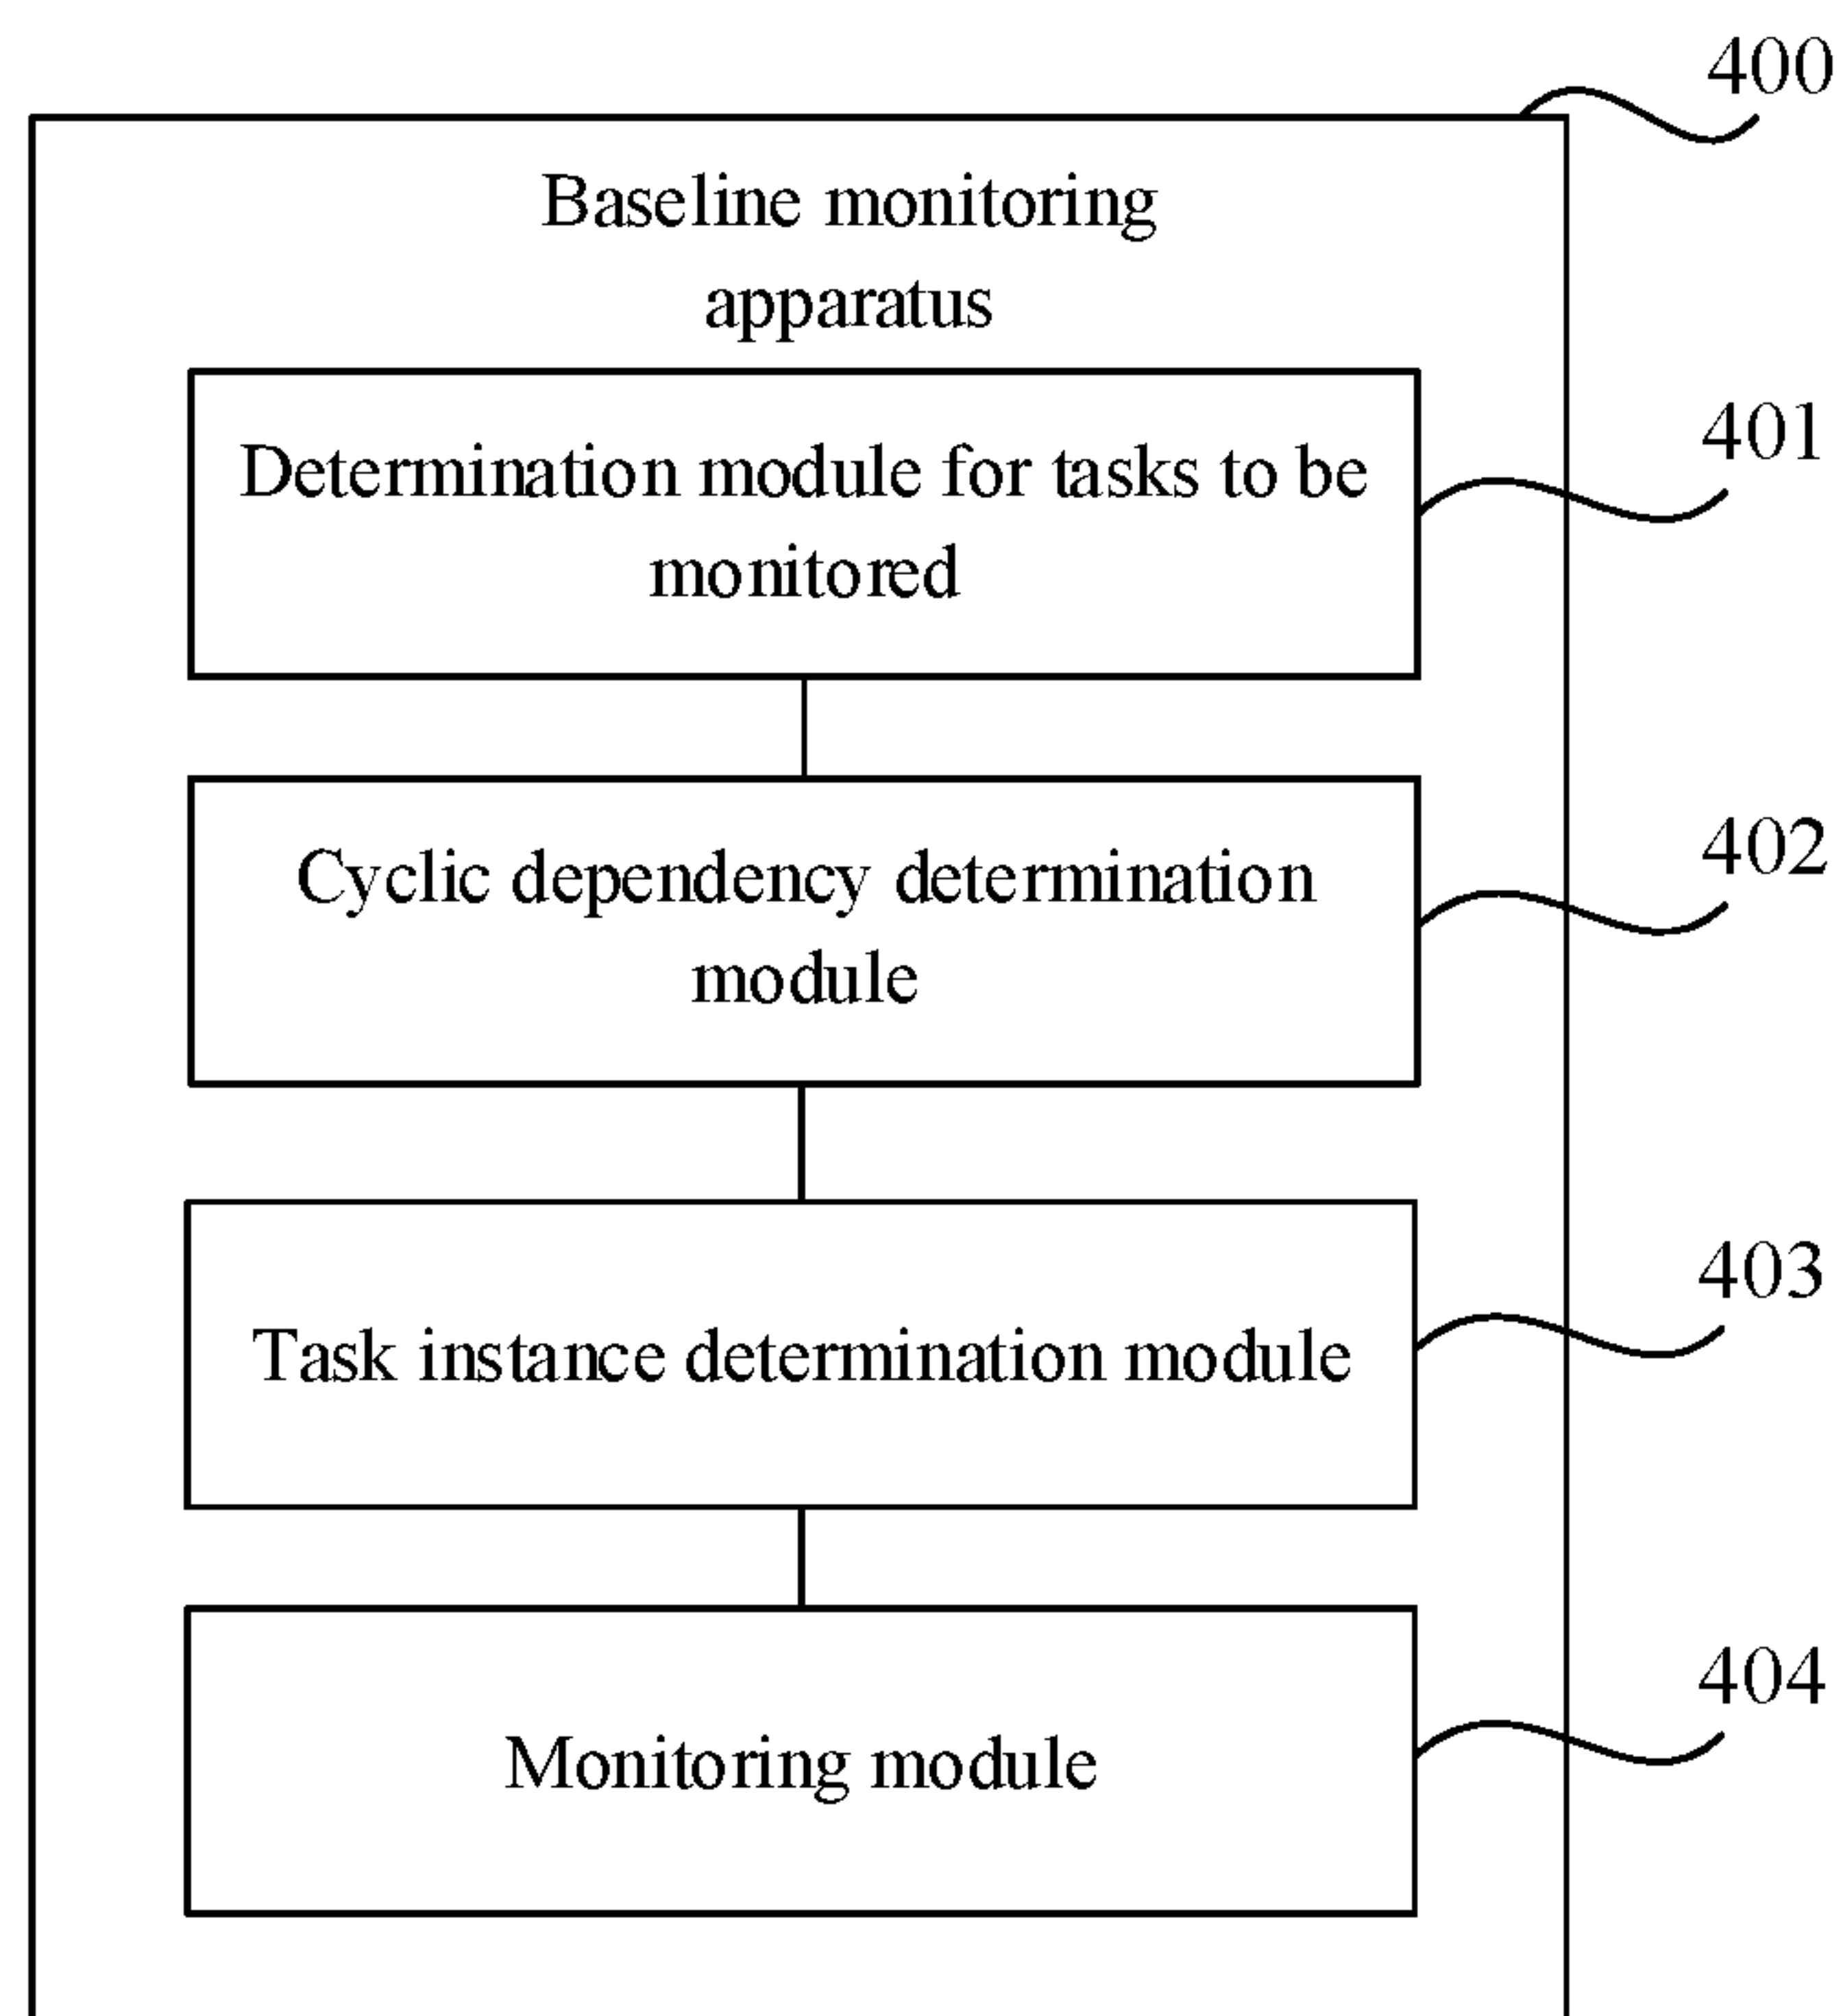 400
Baseline monitoring
apparatus
401
Determination module for tasks to be
monitored
402
Cyclic dependency determination
module
403
Task instance determination module
404
Monitoring module